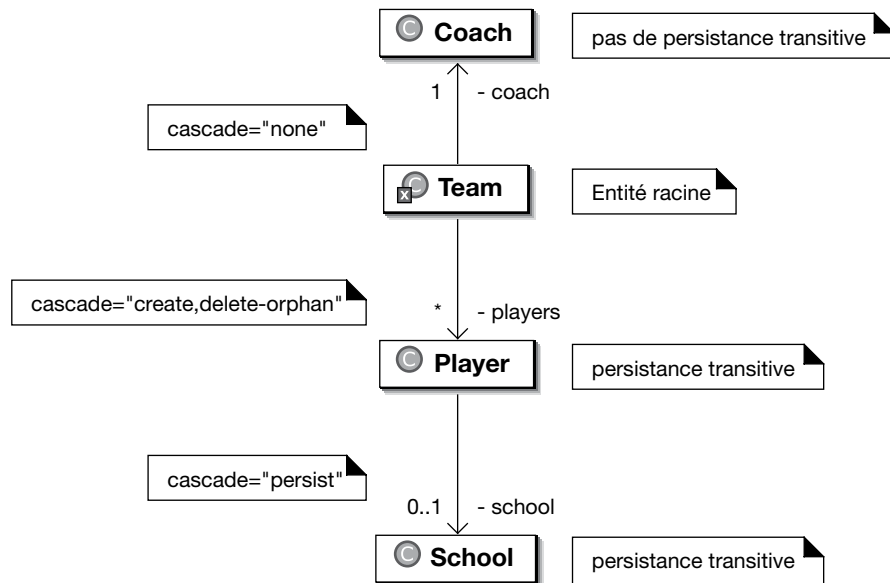 C Coach
pas de persistance transitive
1 - coach
cascade="none"
C x Team
Entité racine
cascade="create,delete-orphan"
* - players
C Player
persistance transitive
cascade="persist"
0..1 - school
C School
persistance transitive